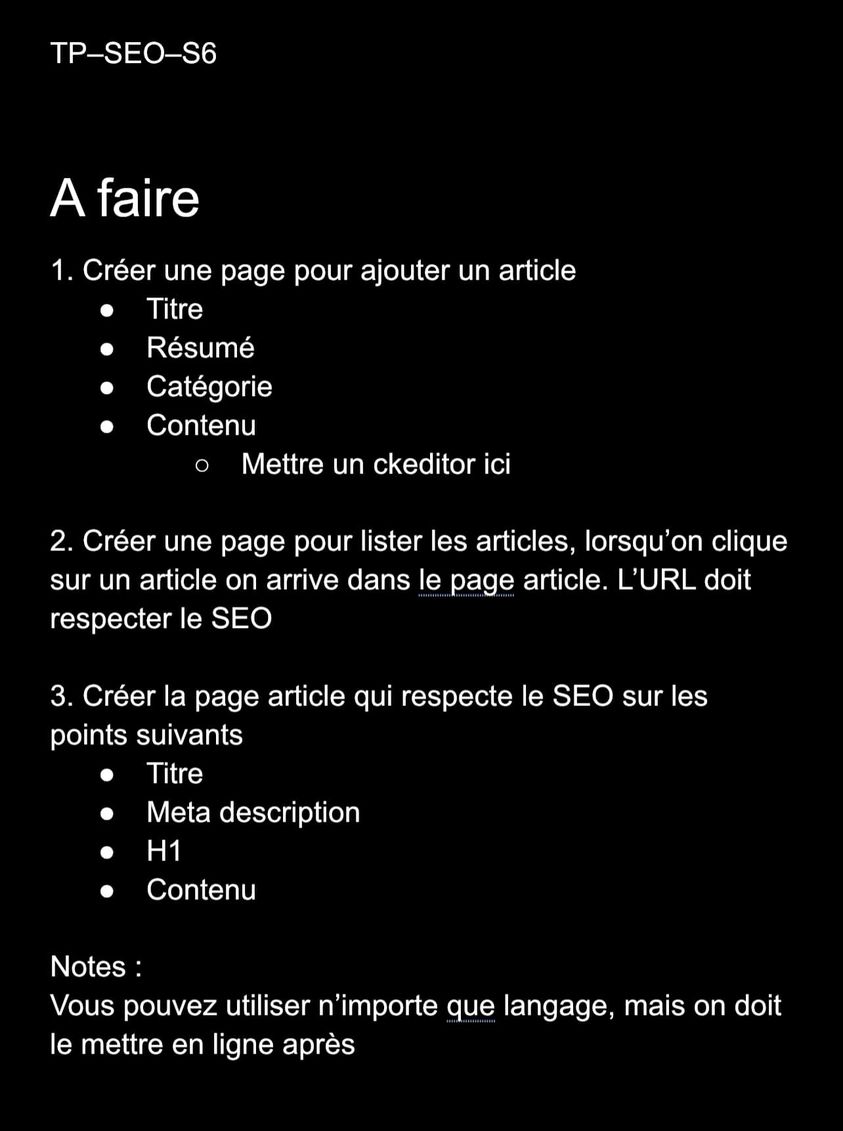 TP–SEO–S6
A faire
1. Créer une page pour ajouter un article
● Titre
● Résumé
● Catégorie
● Contenu
○ Mettre un ckeditor ici
2. Créer une page pour lister les articles, lorsqu’on clique
sur un article on arrive dans le page article. L’URL doit
respecter le SEO
3. Créer la page article qui respecte le SEO sur les
points suivants
● Titre
● Meta description
● H1
● Contenu
Notes :
Vous pouvez utiliser n’importe que langage, mais on doit
le mettre en ligne après